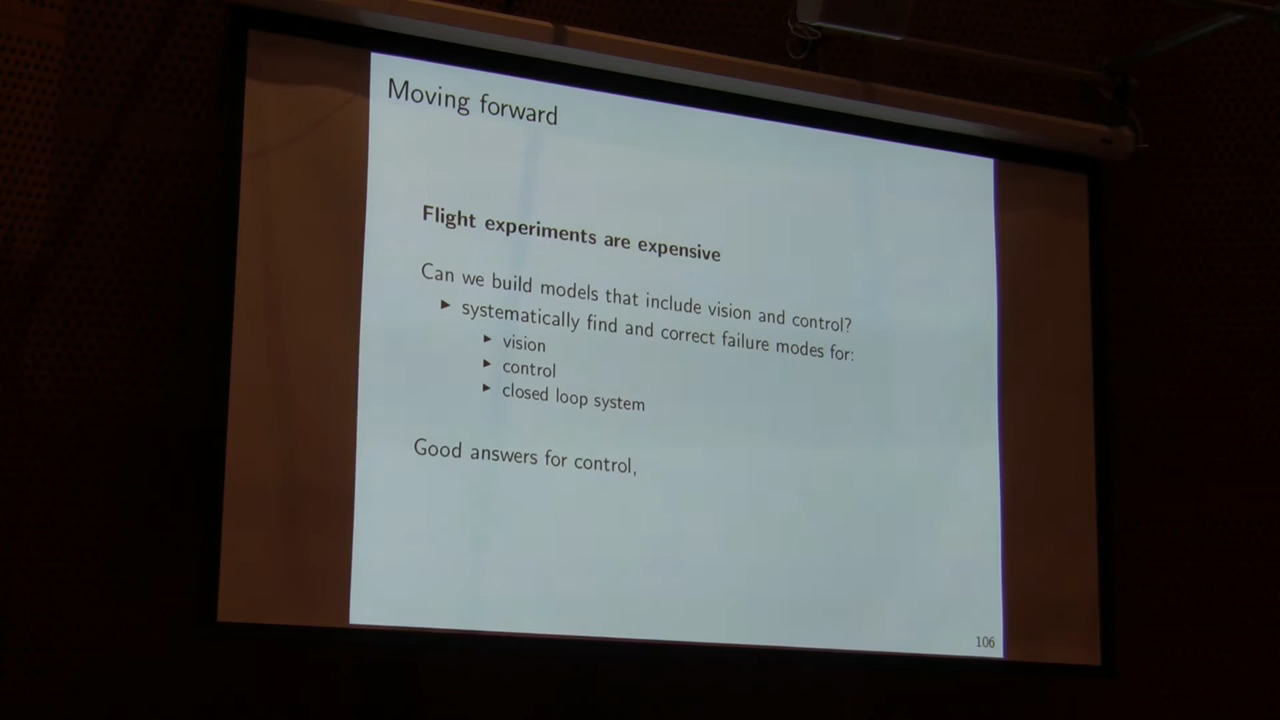 Moving forward
Flight experiments are expensive
Can we build models that include vision and control?
▶ systematically find and correct failure modes for:
▶ vision
▶ control
▶ closed loop system
Good answers for control,
106